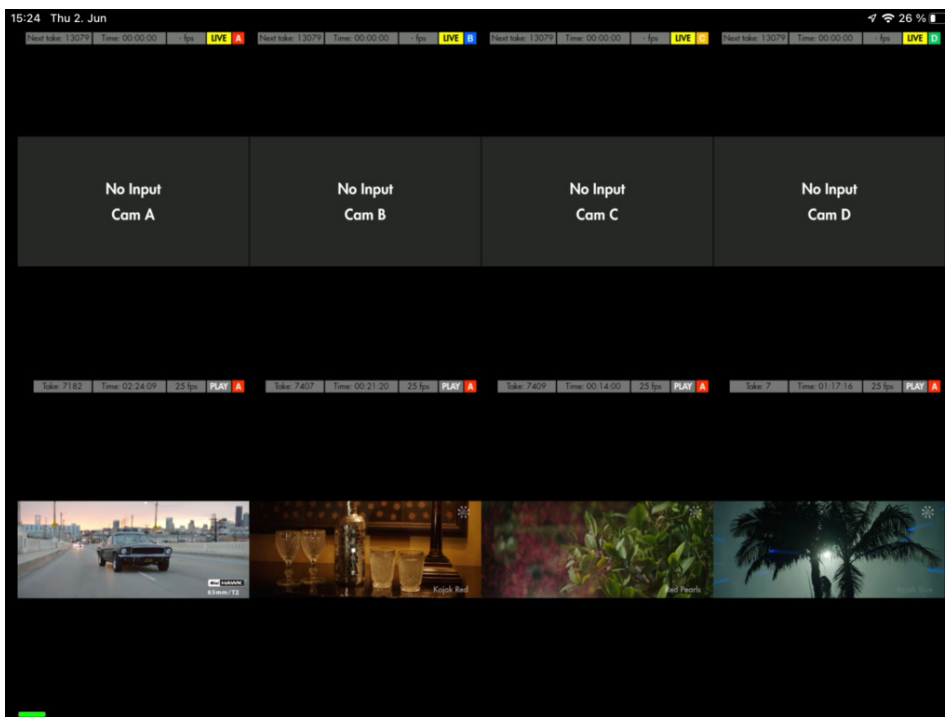 15:24 Thu 2. Jun 26 %
Next take: 13079 Time: 00:00:00 - fps LIVE A
Next take: 13079 Time: 00:00:00 - fps LIVE B
Next take: 13079 Time: 00:00:00 - fps LIVE C
Next take: 13079 Time: 00:00:00 - fps LIVE D
No Input
Cam A
No Input
Cam B
No Input
Cam C
No Input
Cam D
Take: 7182 Time: 02:24:09 25 fps PLAY A
Take: 7407 Time: 00:21:20 25 fps PLAY A
Take: 7409 Time: 00:14:00 25 fps PLAY A
Take: 7 Time: 01:17:16 25 fps PLAY A
HAWK
65mm/T2
Kojak Red
Red Pearls